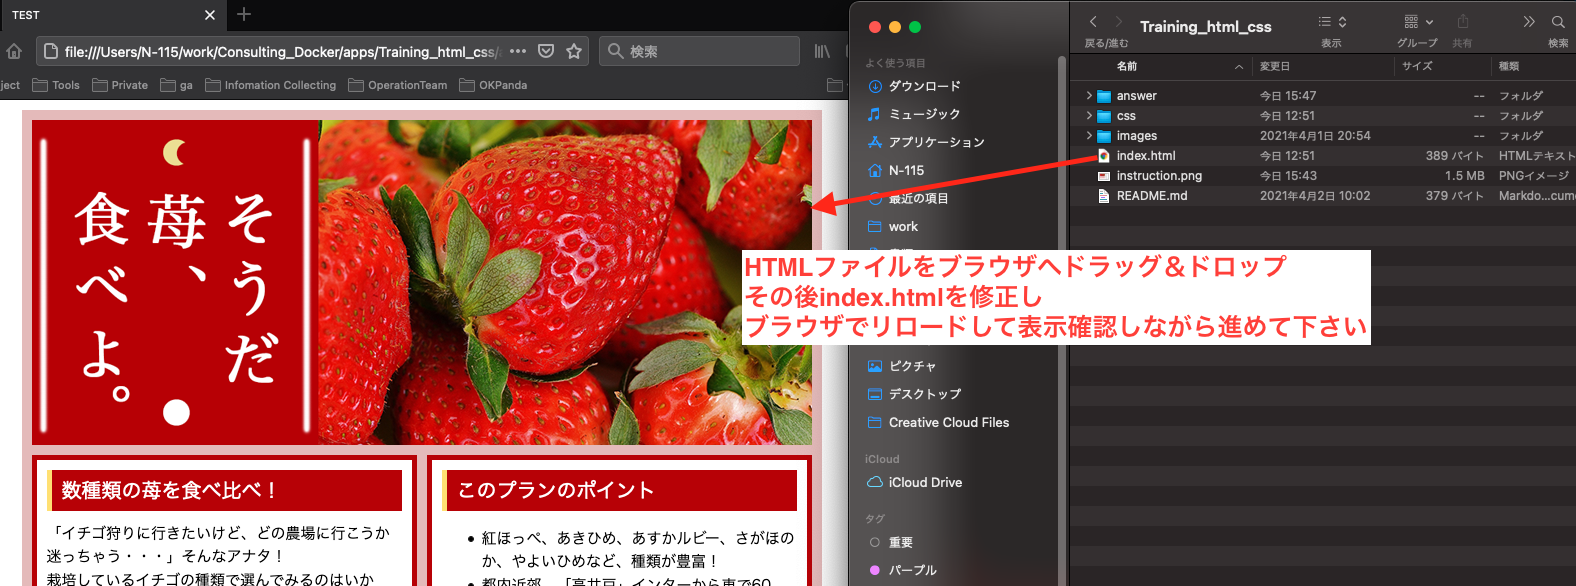 TEST
file:///Users/N-115/work/Consulting_Docker/apps/Training_html_css/
検索
ject
Tools
Private
ga
Infomation Collecting
OperationTeam
OKPanda
そうだ
苺、
食べよ。
数種類の苺を食べ比べ！
「イチゴ狩りに行きたいけど、どの農場に行こうか
迷っちゃう・・・」そんなアナタ！
栽培しているイチゴの種類で選んでみるのはいか
このプランのポイント
紅ほっぺ、あきひめ、あすかルビー、さがほの
か、やよいひめなど、種類が豊富！
都内近郊、「高井戸」インターから車で60
HTMLファイルをブラウザへドラッグ＆ドロップ
その後index.htmlを修正し
ブラウザでリロードして表示確認しながら進めて下さい
よく使う項目
ダウンロード
ミュージック
アプリケーション
N-115
最近の項目
work
ピクチャ
デスクトップ
Creative Cloud Files
iCloud
iCloud Drive
タグ
重要
パープル
Training_html_css
戻る/進む
表示
グループ
共有
検索
名前 変更日 サイズ 種類
answer 今日 15:47 -- フォルダ
css 今日 12:51 -- フォルダ
images 2021年4月1日 20:54 -- フォルダ
index.html 今日 12:51 389 バイト HTMLテキスト
instruction.png 今日 15:43 1.5 MB PNGイメージ
README.md 2021年4月2日 10:02 379 バイト Markdo...cume